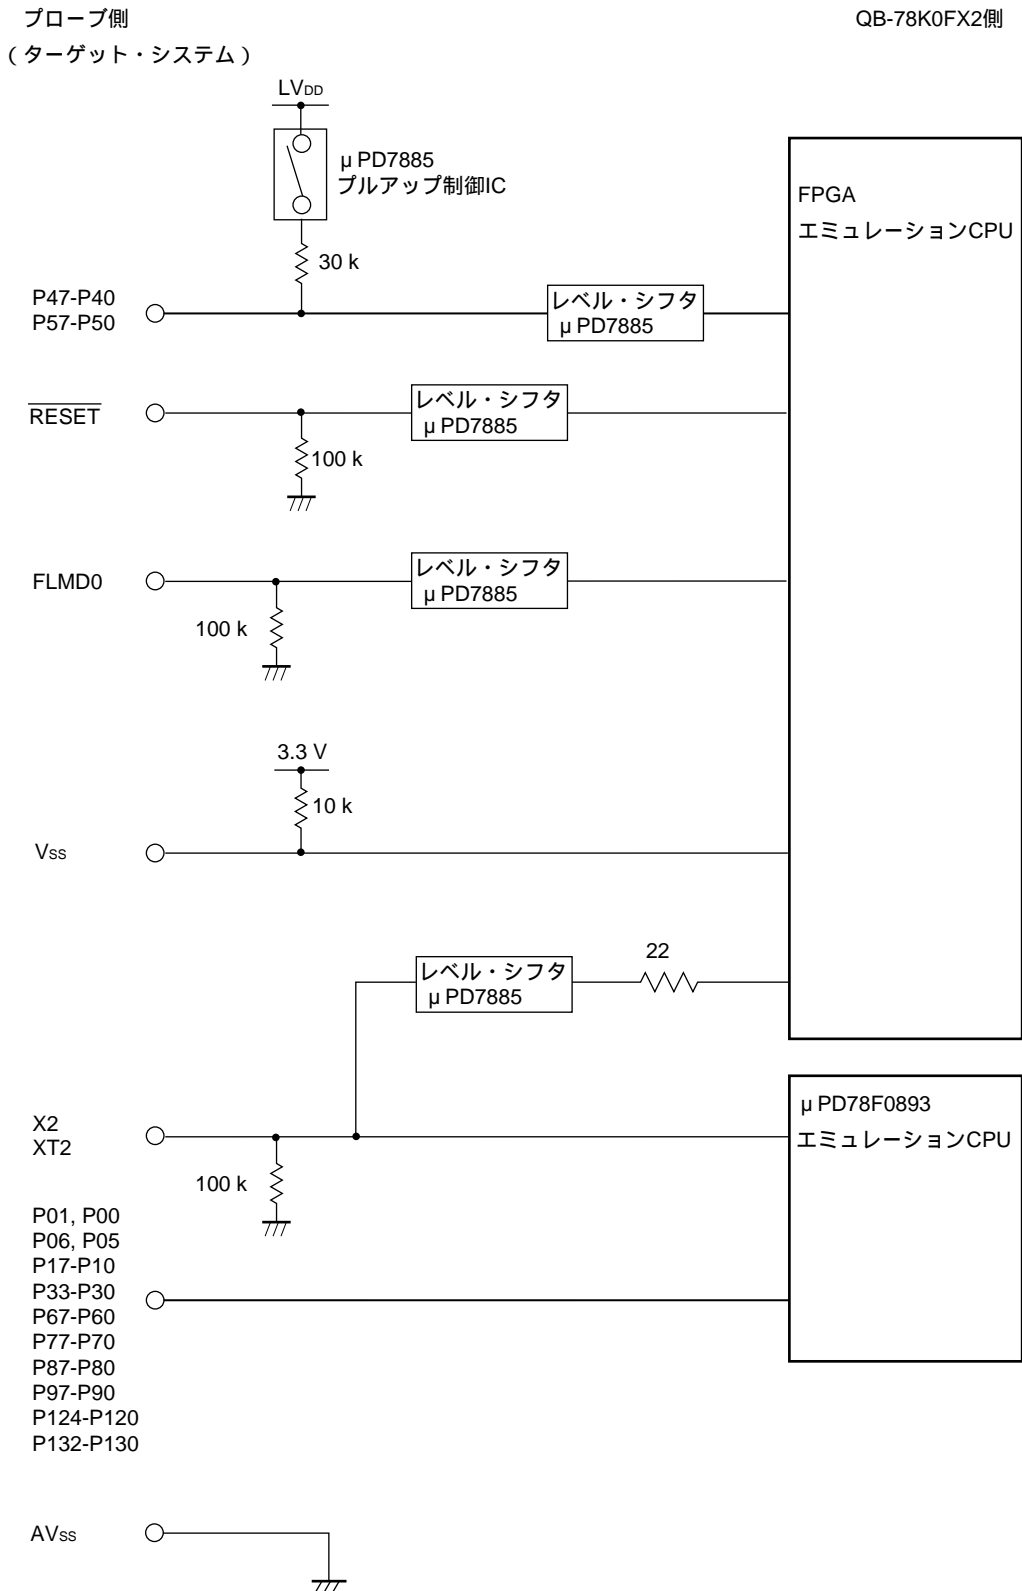 プローブ側
QB-78K0FX2側
（ターゲット・システム）
LVDD
μPD7885
プルアップ制御IC
30 k
FPGA
エミュレーションCPU
P47-P40
P57-P50
レベル・シフタ
μPD7885
RESET
レベル・シフタ
μPD7885
100 k
FLMD0
レベル・シフタ
μPD7885
100 k
3.3 V
10 k
VSS
22
レベル・シフタ
μPD7885
μPD78F0893
エミュレーションCPU
X2
XT2
100 k
P01, P00
P06, P05
P17-P10
P33-P30
P67-P60
P77-P70
P87-P80
P97-P90
P124-P120
P132-P130
AVSS